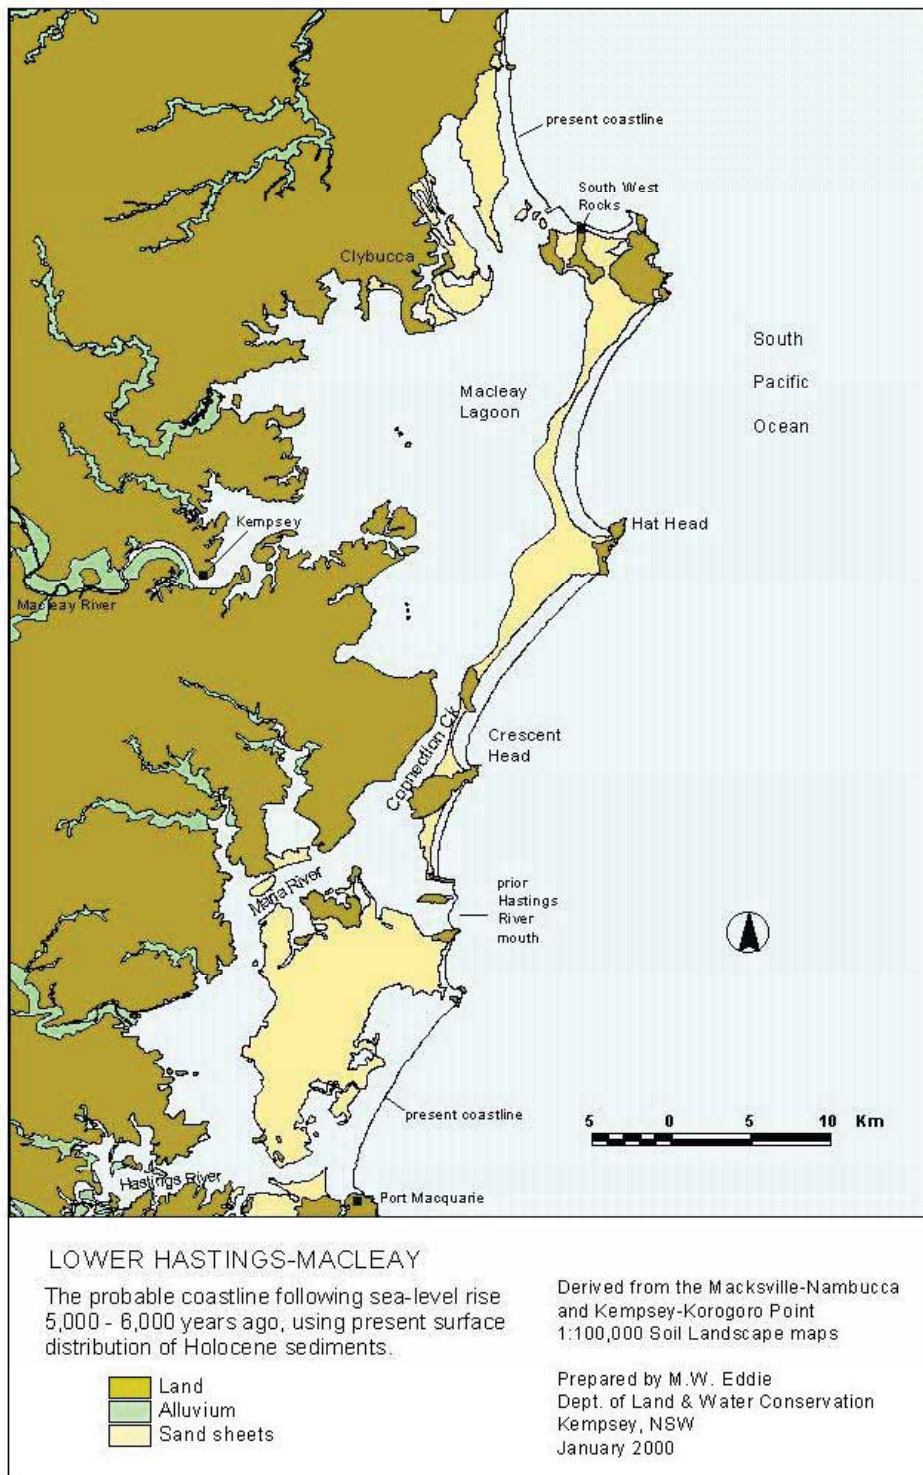 present coastline
South West
Rocks
Clybucca
South
Pacific
Ocean
Macleay
Lagoon
Hat Head
Kempsey
Macleay River
Connection Ck
Crescent
Head
Maria River
prior
Hastings
River
mouth
present coastline
5 0 5 10 Km
Hastings River
Port Macquarie
LOWER HASTINGS-MACLEAY
The probable coastline following sea-level rise
5,000 - 6,000 years ago, using present surface
distribution of Holocene sediments.
Land
Alluvium
Sand sheets
Derived from the Macksville-Nambucca
and Kempsey-Korogoro Point
1:100,000 Soil Landscape maps
Prepared by M.W. Eddie
Dept. of Land & Water Conservation
Kempsey, NSW
January 2000